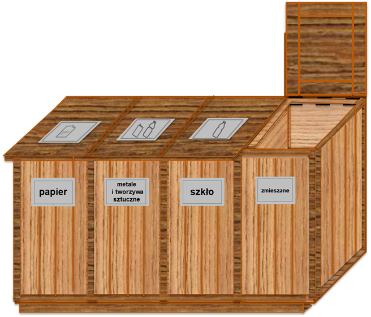 papier
metale
i tworzywa
sztuczne
szkło
zmieszane